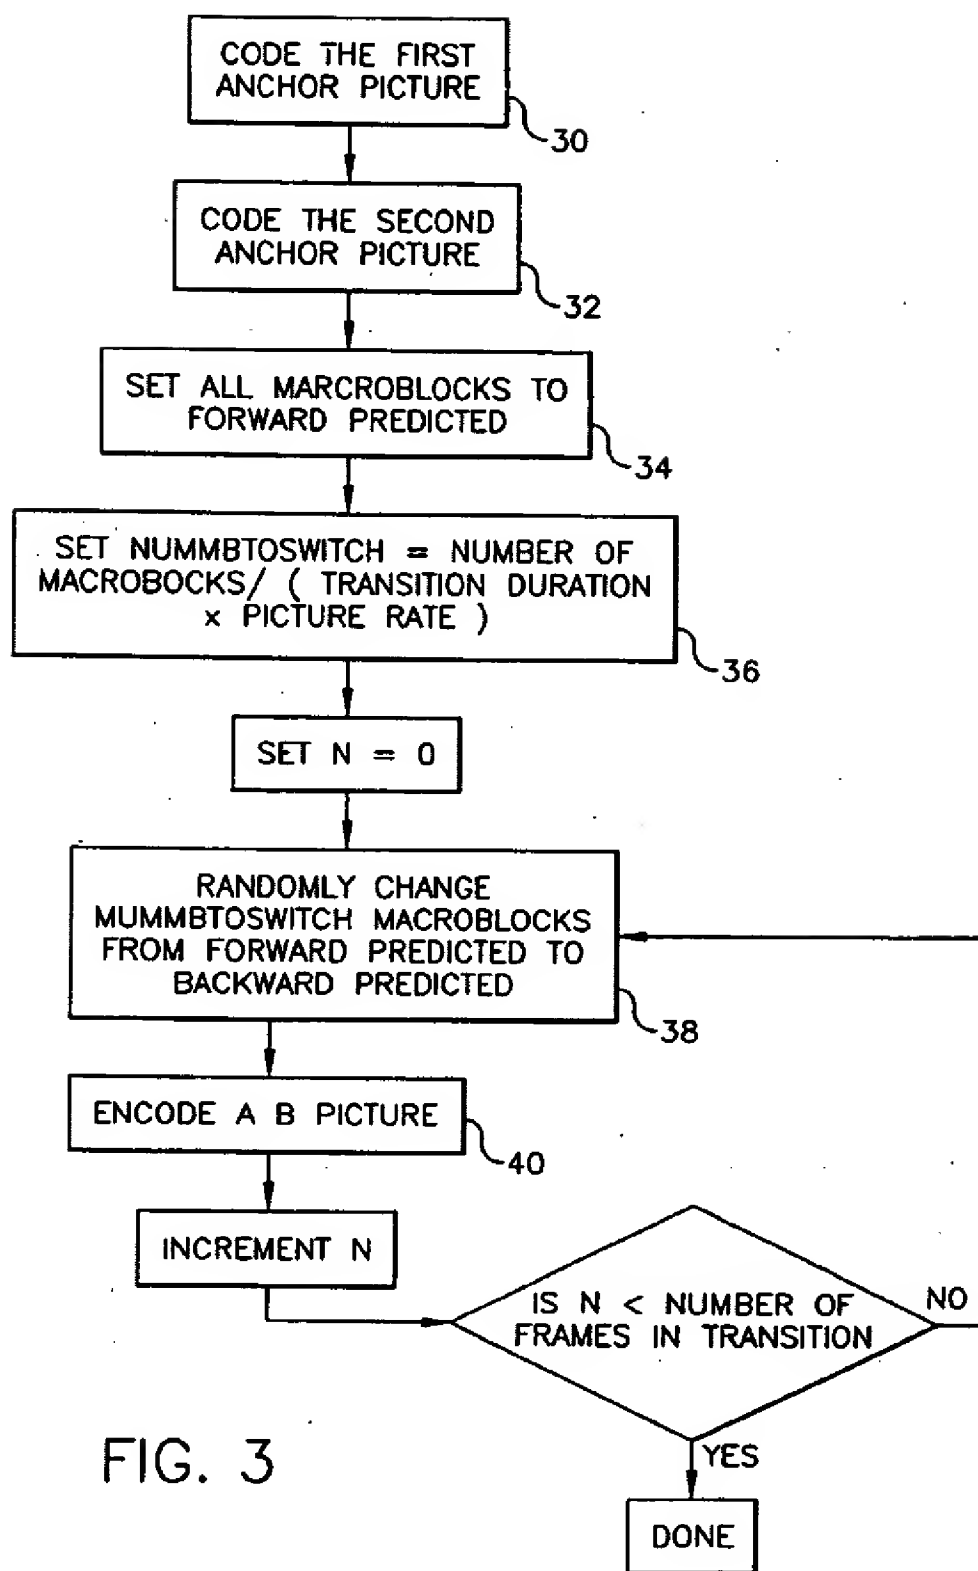 CODE THE FIRST
ANCHOR PICTURE
30
CODE THE SECOND
ANCHOR PICTURE
32
SET ALL MARCROBLOCKS TO
FORWARD PREDICTED
34
SET NUMMBTOSWITCH = NUMBER OF
MACROBOCKS/ ( TRANSITION DURATION
x PICTURE RATE )
36
SET N = 0
RANDOMLY CHANGE
MUMMBTOSWITCH MACROBLOCKS
FROM FORWARD PREDICTED TO
BACKWARD PREDICTED
38
ENCODE A B PICTURE
40
INCREMENT N
IS N < NUMBER OF
FRAMES IN TRANSITION
NO
YES
DONE
FIG. 3